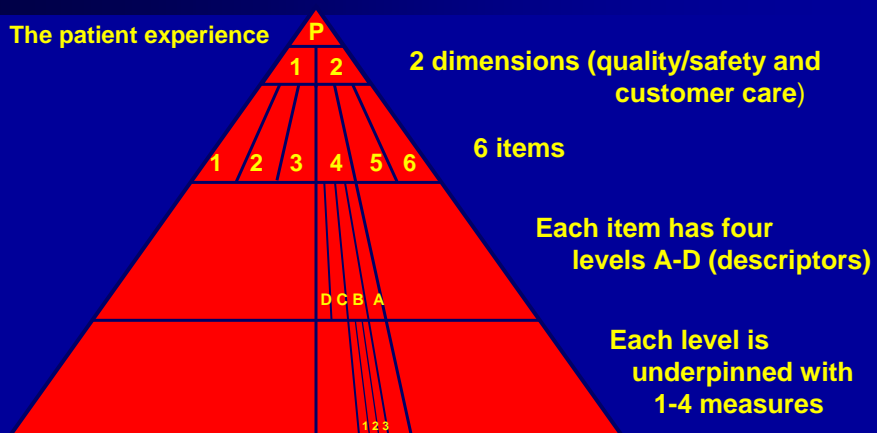 The patient experience
P
1 2
2 dimensions (quality/safety and
customer care)
1 2 3 4 5 6
6 items
Each item has four
levels A-D (descriptors)
D C B A
Each level is
underpinned with
1-4 measures
1 2 3